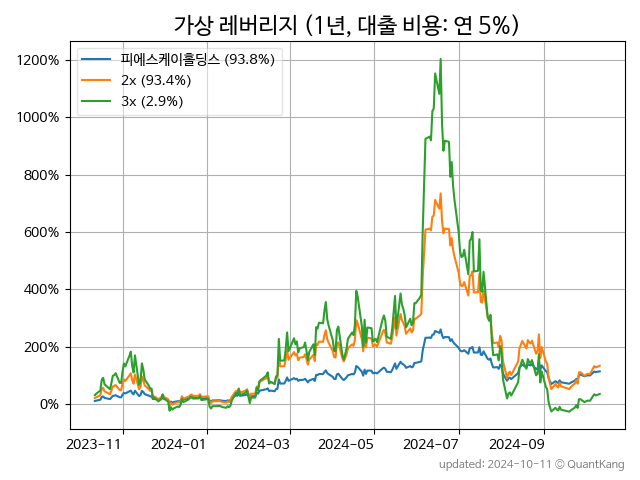 가상 레버리지 (1년, 대출 비용: 연 5%)
피에스케이홀딩스 (93.8%)
2x (93.4%)
3x (2.9%)
1200%
1000%
800%
600%
400%
200%
0%
2023-11 2024-01 2024-03 2024-05 2024-07 2024-09
updated: 2024-10-11 © QuantKang